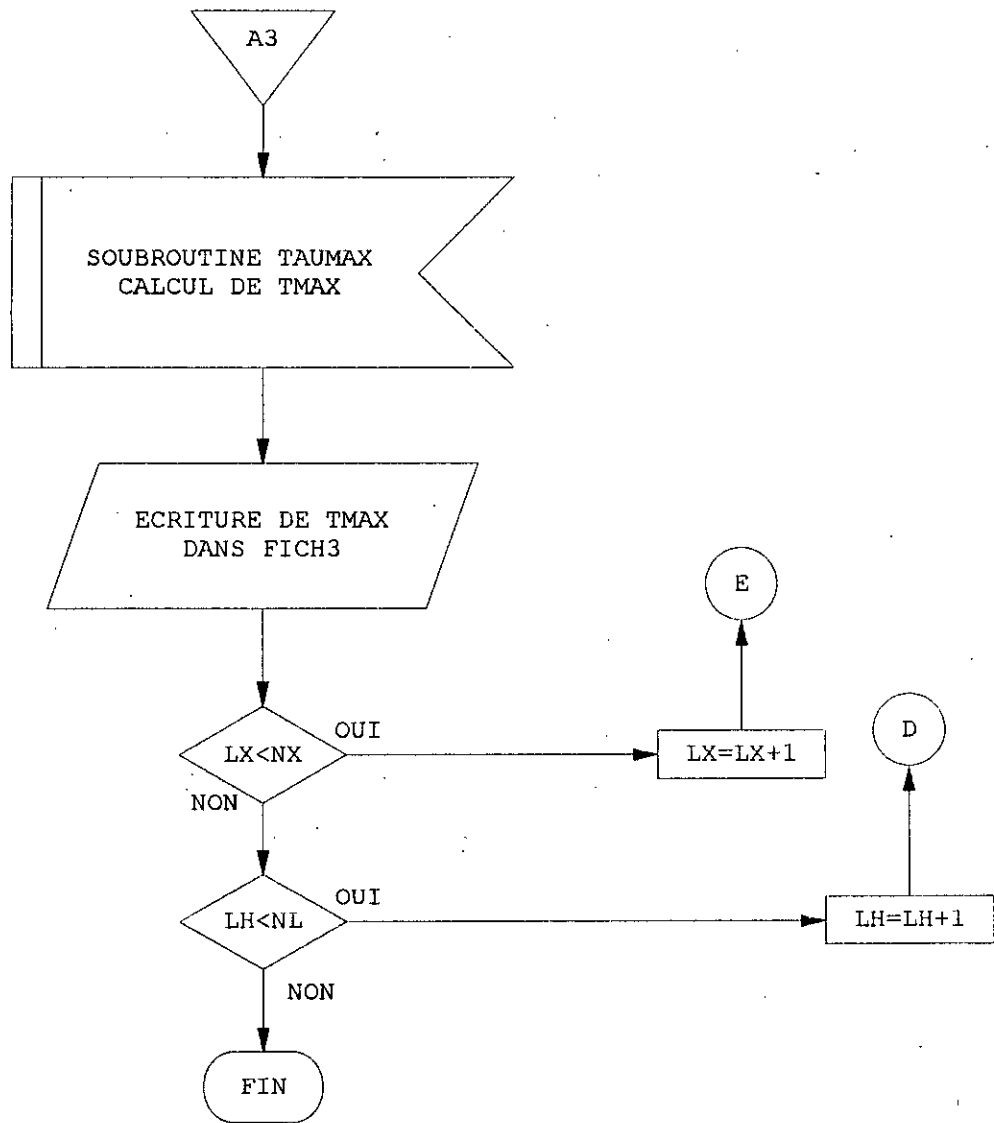 A3
SOUBROUTINE TAUMAX
CALCUL DE TMAX
ECRITURE DE TMAX
DANS FICH3
E
D
LX<NX
OUI
LX=LX+1
NON
LH<NL
OUI
LH=LH+1
NON
FIN